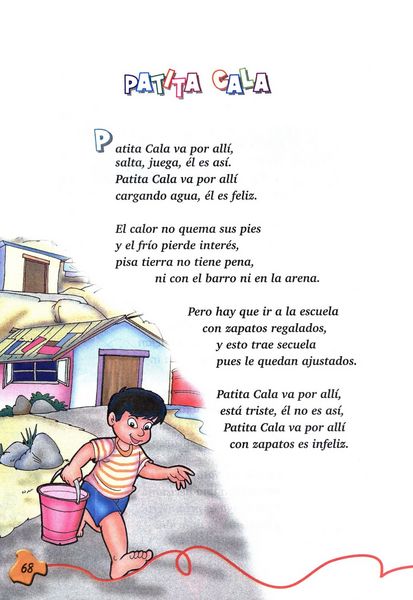 PATITA CALA
Patita Cala va por allí,
salta, juega, él es así.
Patita Cala va por allí
cargando agua, él es feliz.
El calor no quema sus pies
y el frío pierde interés,
pisa tierra no tiene pena,
ni con el barro ni en la arena.
Pero hay que ir a la escuela
con zapatos regalados,
y esto trae secuela
pues le quedan ajustados.
Patita Cala va por allí,
está triste, él no es así,
Patita Cala va por allí
con zapatos es infeliz.
68